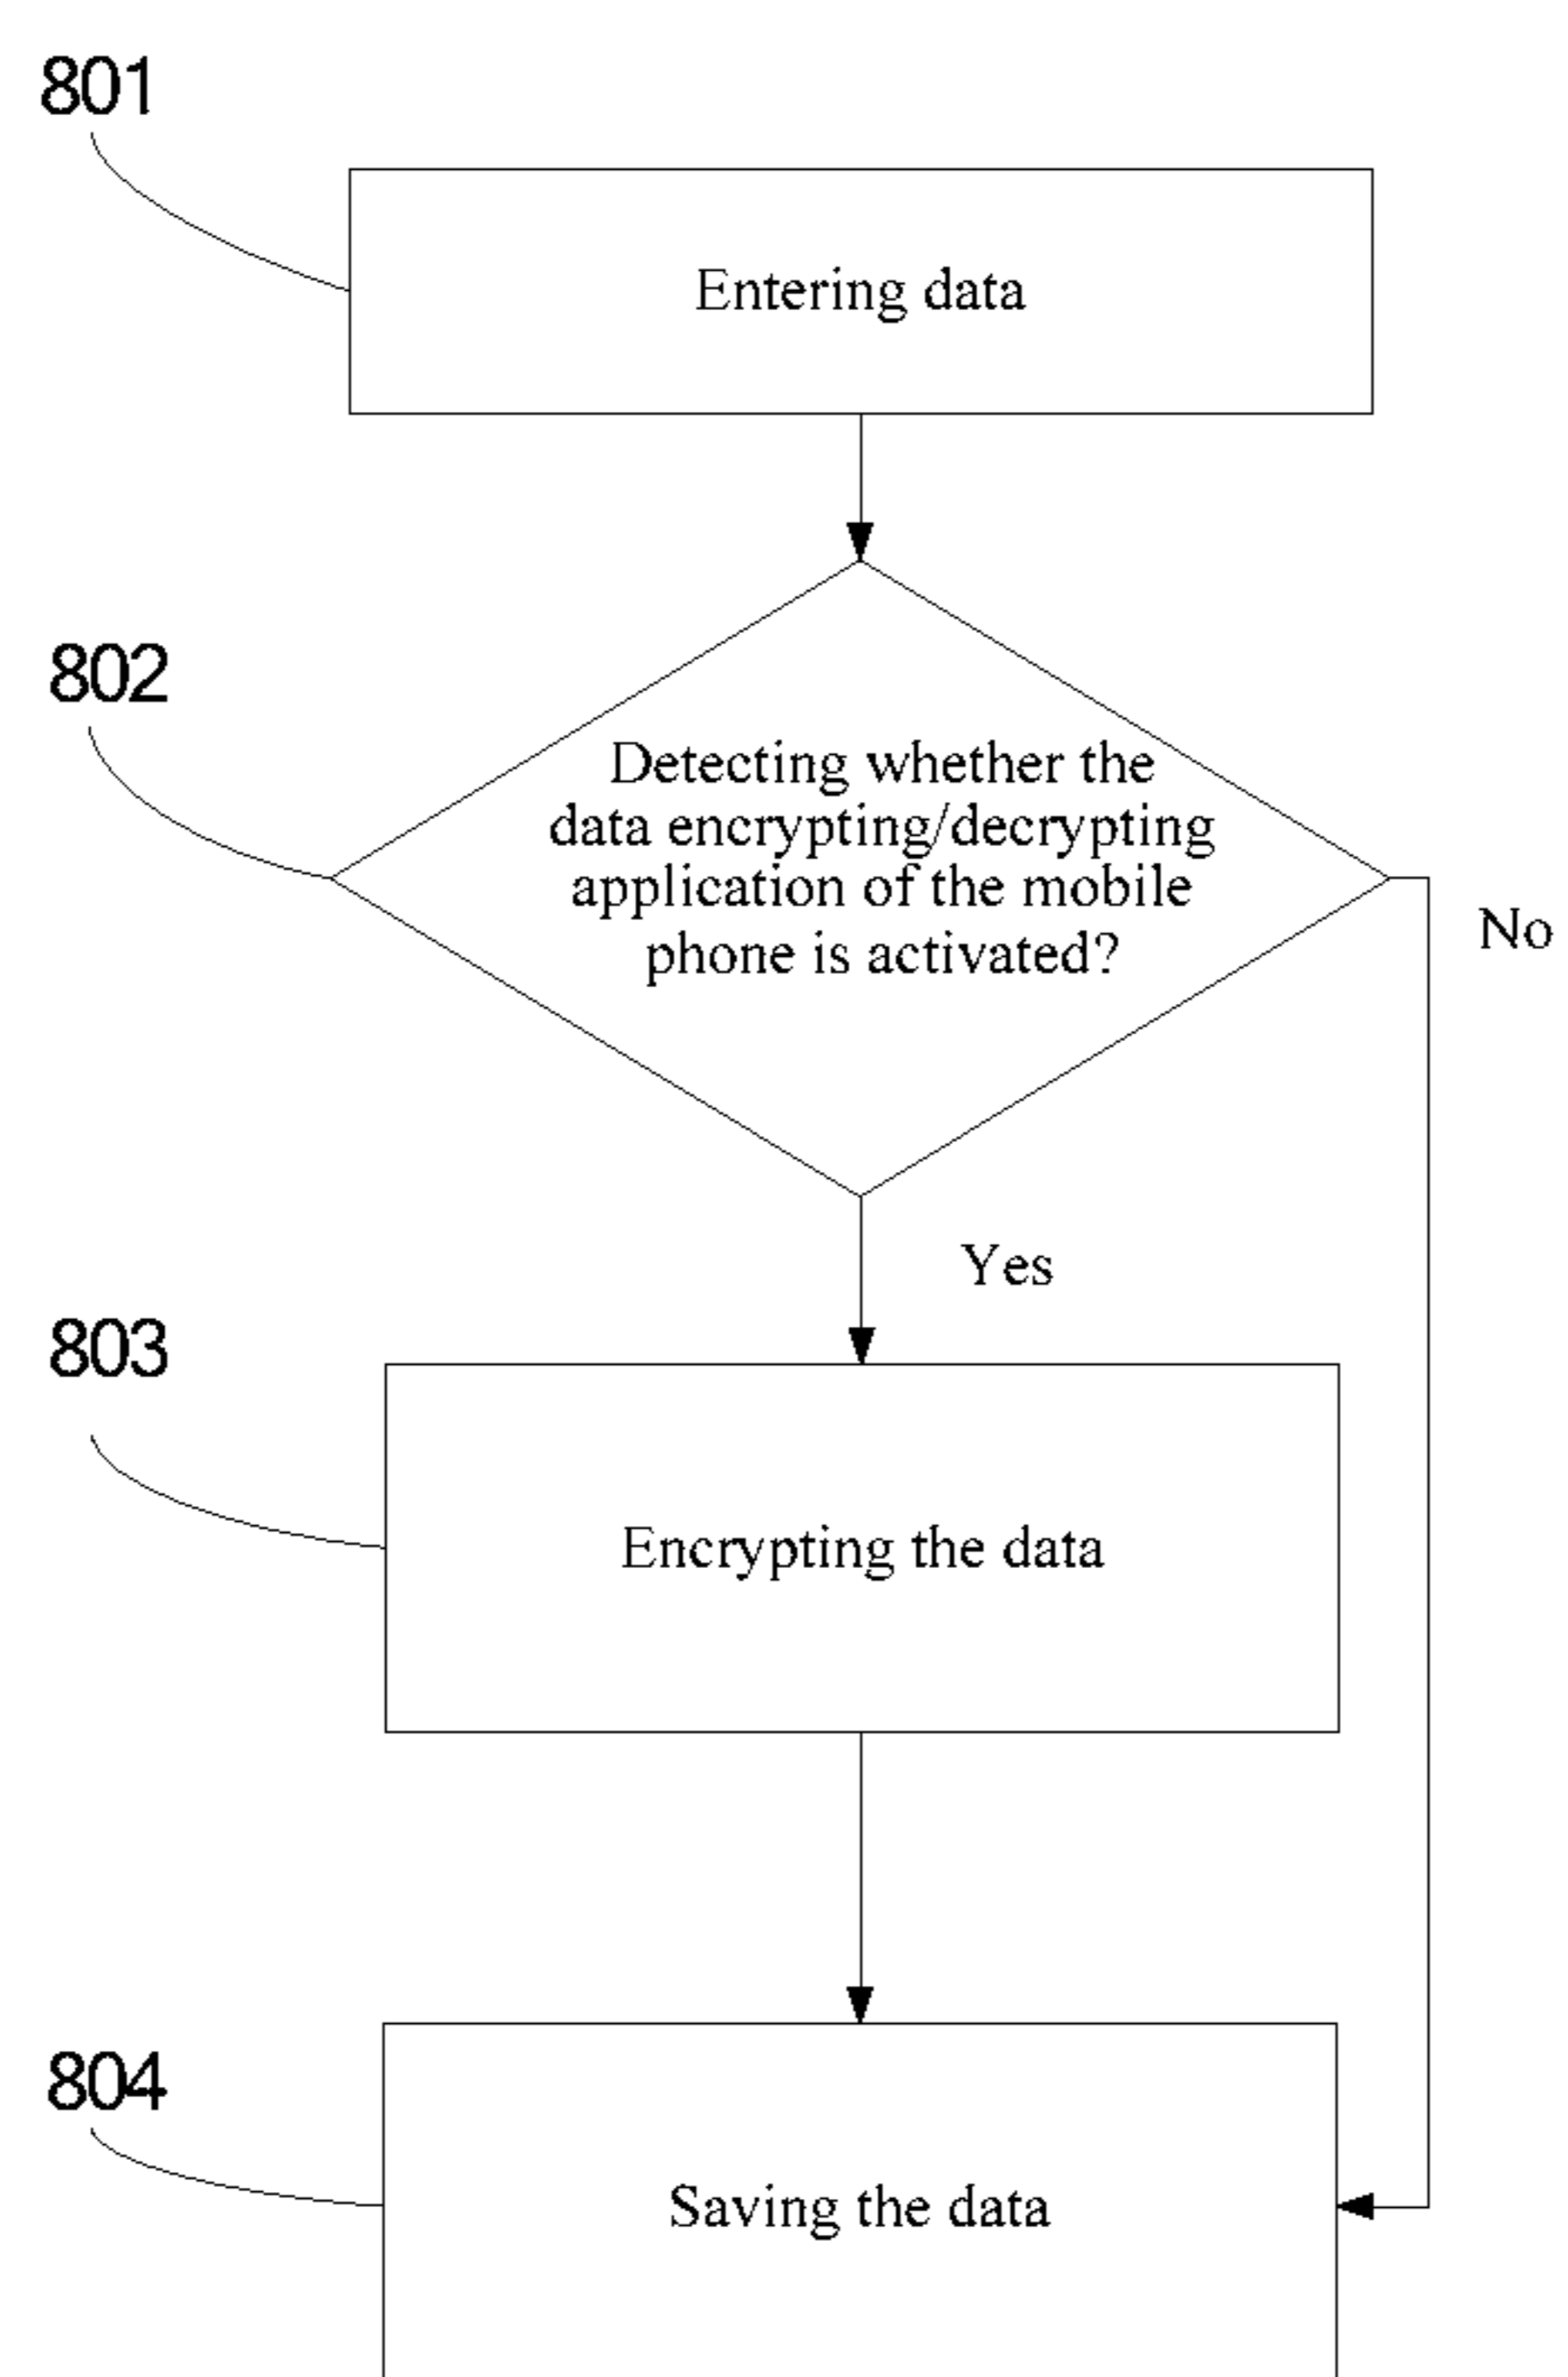 801
Entering data
802
Detecting whether the
data encrypting/decrypting
application of the mobile
phone is activated?
No
Yes
803
Encrypting the data
804
Saving the data